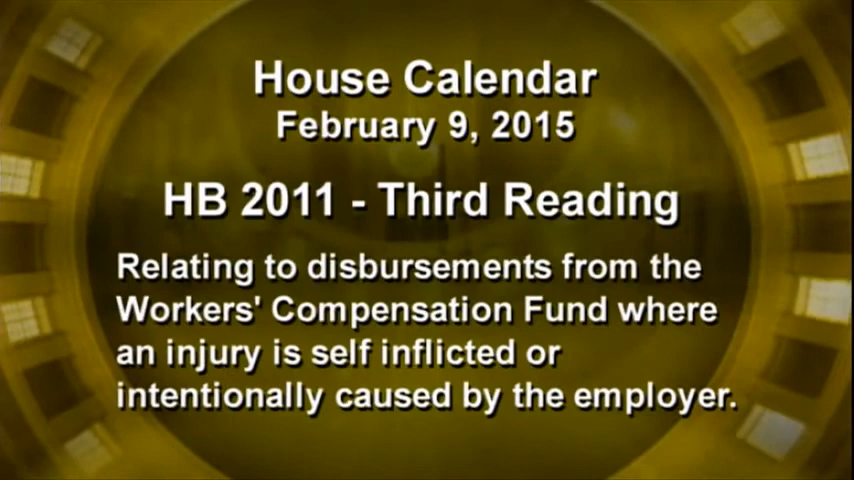 House Calendar
February 9, 2015
HB 2011 - Third Reading
Relating to disbursements from the
Workers' Compensation Fund where
an injury is self inflicted or
intentionally caused by the employer.